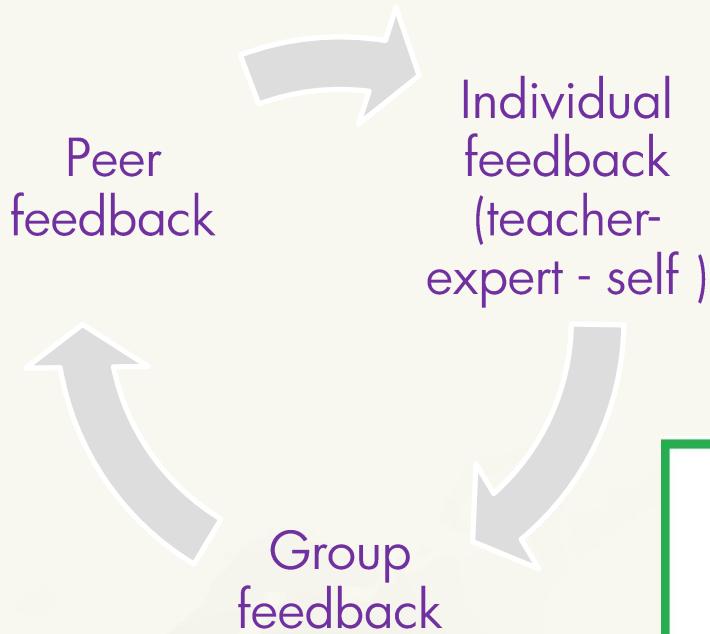 Peer
feedback
Individual
feedback
(teacher-
expert - self )
Group
feedback